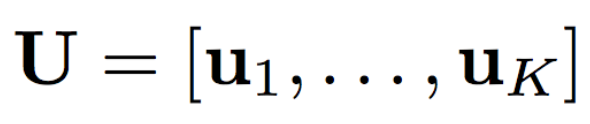 U = [u₁, . . . , u_K]